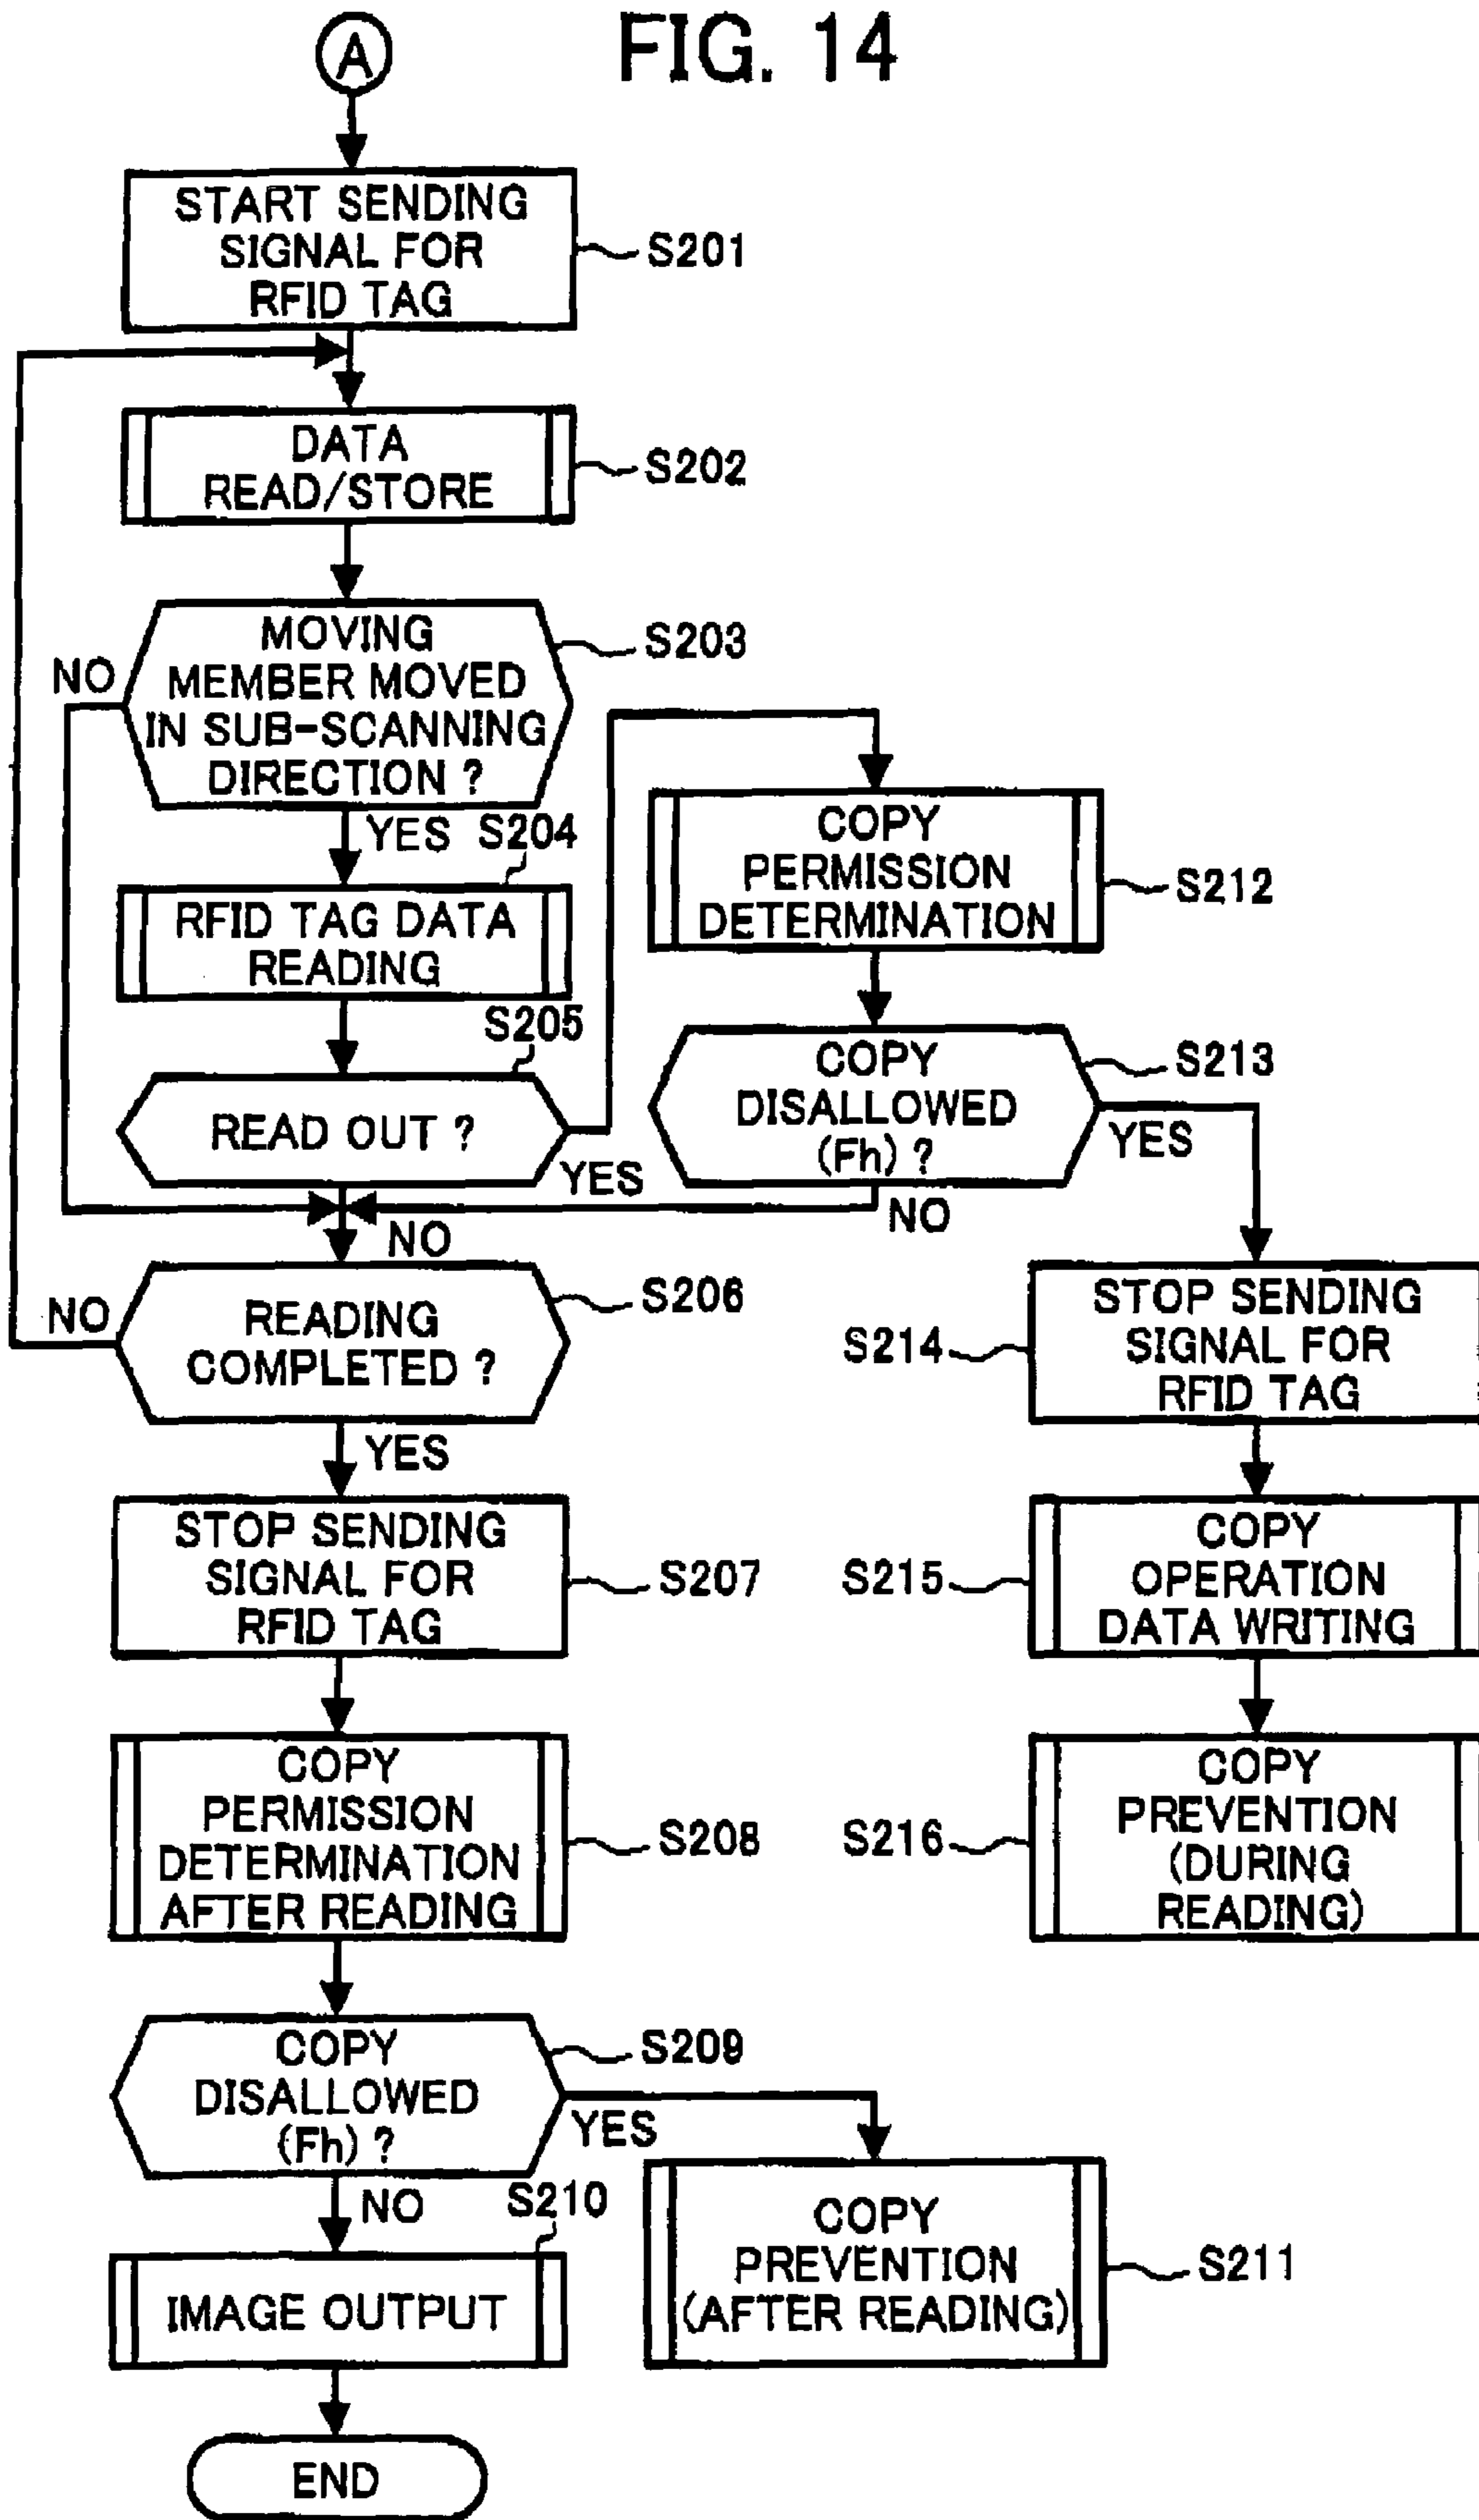 FIG. 14
A
START SENDING
SIGNAL FOR
RFID TAG
S201
DATA
READ/STORE
S202
MOVING
MEMBER MOVED
IN SUB-SCANNING
DIRECTION ?
S203
NO
YES
S204
RFID TAG DATA
READING
S205
READ OUT ?
YES
NO
COPY
PERMISSION
DETERMINATION
S212
COPY
DISALLOWED
(Fh) ?
S213
YES
NO
READING
COMPLETED ?
S206
NO
YES
STOP SENDING
SIGNAL FOR
RFID TAG
S214
STOP SENDING
SIGNAL FOR
RFID TAG
S207
COPY
OPERATION
DATA WRITING
S215
COPY
PERMISSION
DETERMINATION
AFTER READING
S208
COPY
PREVENTION
(DURING
READING)
S216
COPY
DISALLOWED
(Fh) ?
S209
YES
NO
S210
IMAGE OUTPUT
COPY
PREVENTION
(AFTER READING)
S211
END